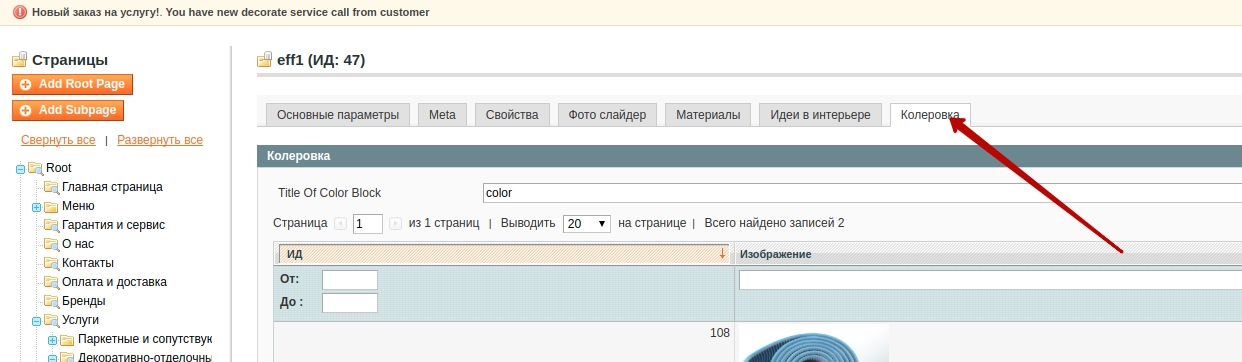 Новый заказ на услугу!. You have new decorate service call from customer
Страницы
Add Root Page
Add Subpage
Свернуть все | Развернуть все
Root
Главная страница
Меню
Гарантия и сервис
О нас
Контакты
Оплата и доставка
Бренды
Услуги
Паркетные и сопутствую
Декоративно-отделочны
eff1 (ИД: 47)
Основные параметры Meta Свойства Фото слайдер Материалы Идеи в интерьере Колеровка
Колеровка
Title Of Color Block color
Страница 1 из 1 страниц | Выводить 20 на странице | Всего найдено записей 2
ИД Изображение
От:
До :
108